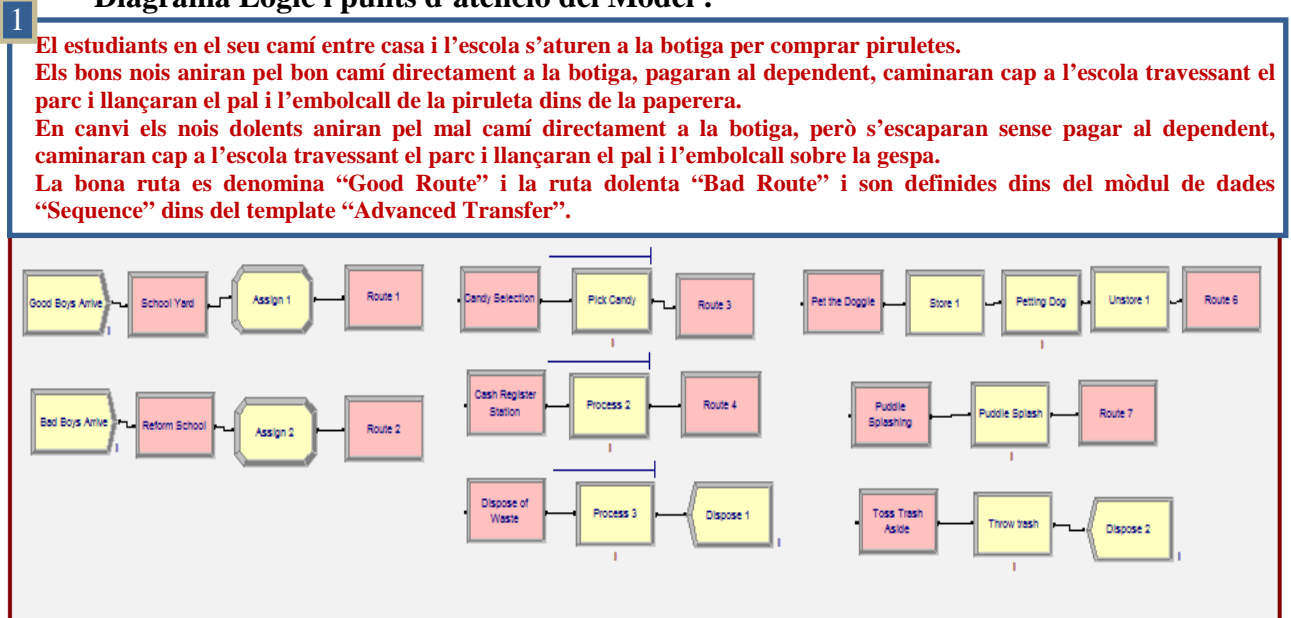 Diagrama Lògic i punts d'atenció del Model :
1
El estudiants en el seu camí entre casa i l'escola s'aturen a la botiga per comprar piruletes.
Els bons nois aniran pel bon camí directament a la botiga, pagaran al dependent, caminaran cap a l'escola travessant el
parc i llançaran el pal i l'embolcall de la piruleta dins de la paperera.
En canvi els nois dolents aniran pel mal camí directament a la botiga, però s'escaparan sense pagar al dependent,
caminaran cap a l'escola travessant el parc i llançaran el pal i l'embolcall sobre la gespa.
La bona ruta es denomina “Good Route” i la ruta dolenta “Bad Route” i son definides dins del mòdul de dades
“Sequence” dins del template “Advanced Transfer”.
Good Boys Arrive
School Yard
Assign 1
Route 1
Candy Selection
Pick Candy
Route 3
Pet the Doggie
Store 1
Petting Dog
Unstore 1
Route 6
Bad Boys Arrive
Reform School
Assign 2
Route 2
Cash Register
Station
Process 2
Route 4
Puddle
Splashing
Puddle Splash
Route 7
Dispose of
Waste
Process 3
Dispose 1
Toss Trash
Aside
Throw trash
Dispose 2